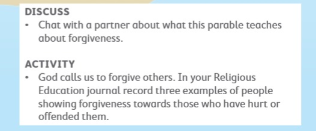 DISCUSS
• Chat with a partner about what this parable teaches
about forgiveness.
ACTIVITY
• God calls us to forgive others. In your Religious
Education journal record three examples of people
showing forgiveness towards those who have hurt or
offended them.